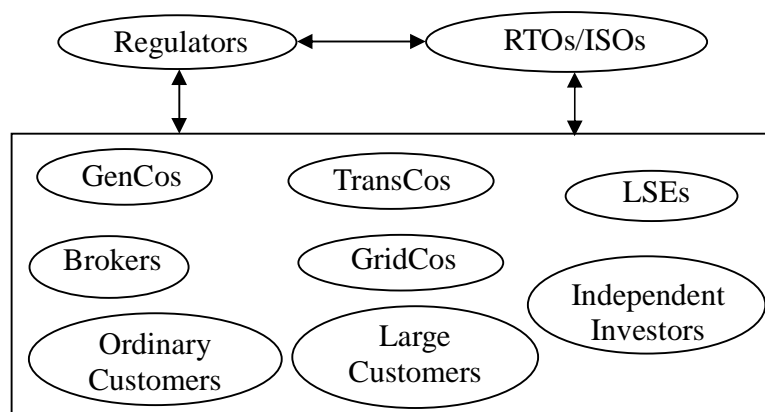 Regulators
RTOs/ISOs
GenCos
TransCos
LSEs
Brokers
GridCos
Independent
Investors
Ordinary
Customers
Large
Customers